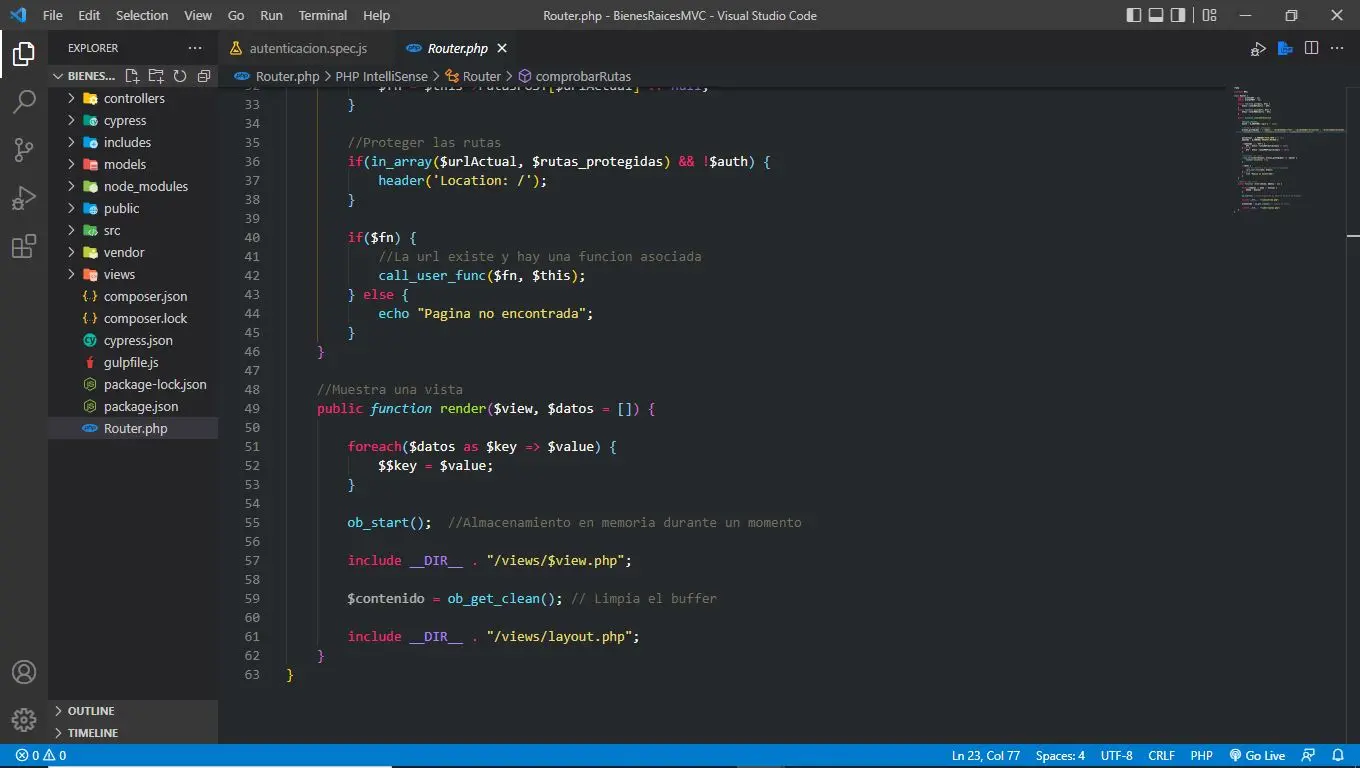 File Edit Selection View Go Run Terminal Help
Router.php - BienesRaicesMVC - Visual Studio Code
EXPLORER
BIENES...
controllers
cypress
includes
models
node_modules
public
src
vendor
views
composer.json
composer.lock
cypress.json
gulpfile.js
package-lock.json
package.json
Router.php
OUTLINE
TIMELINE
autenticacion.spec.js Router.php
Router.php > PHP IntelliSense > Router > comprobarRutas
33 }
34
35 //Proteger las rutas
36 if(in_array($urlActual, $rutas_protegidas) && !$auth) {
37 header('Location: /');
38 }
39
40 if($fn) {
41 //La url existe y hay una funcion asociada
42 call_user_func($fn, $this);
43 } else {
44 echo "Pagina no encontrada";
45 }
46 }
47
48 //Muestra una vista
49 public function render($view, $datos = []) {
50
51 foreach($datos as $key => $value) {
52 $$key = $value;
53 }
54
55 ob_start(); //Almacenamiento en memoria durante un momento
56
57 include __DIR__ . "/views/$view.php";
58
59 $contenido = ob_get_clean(); // Limpia el buffer
60
61 include __DIR__ . "/views/layout.php";
62 }
63 }
0 0 Ln 23, Col 77 Spaces: 4 UTF-8 CRLF PHP Go Live